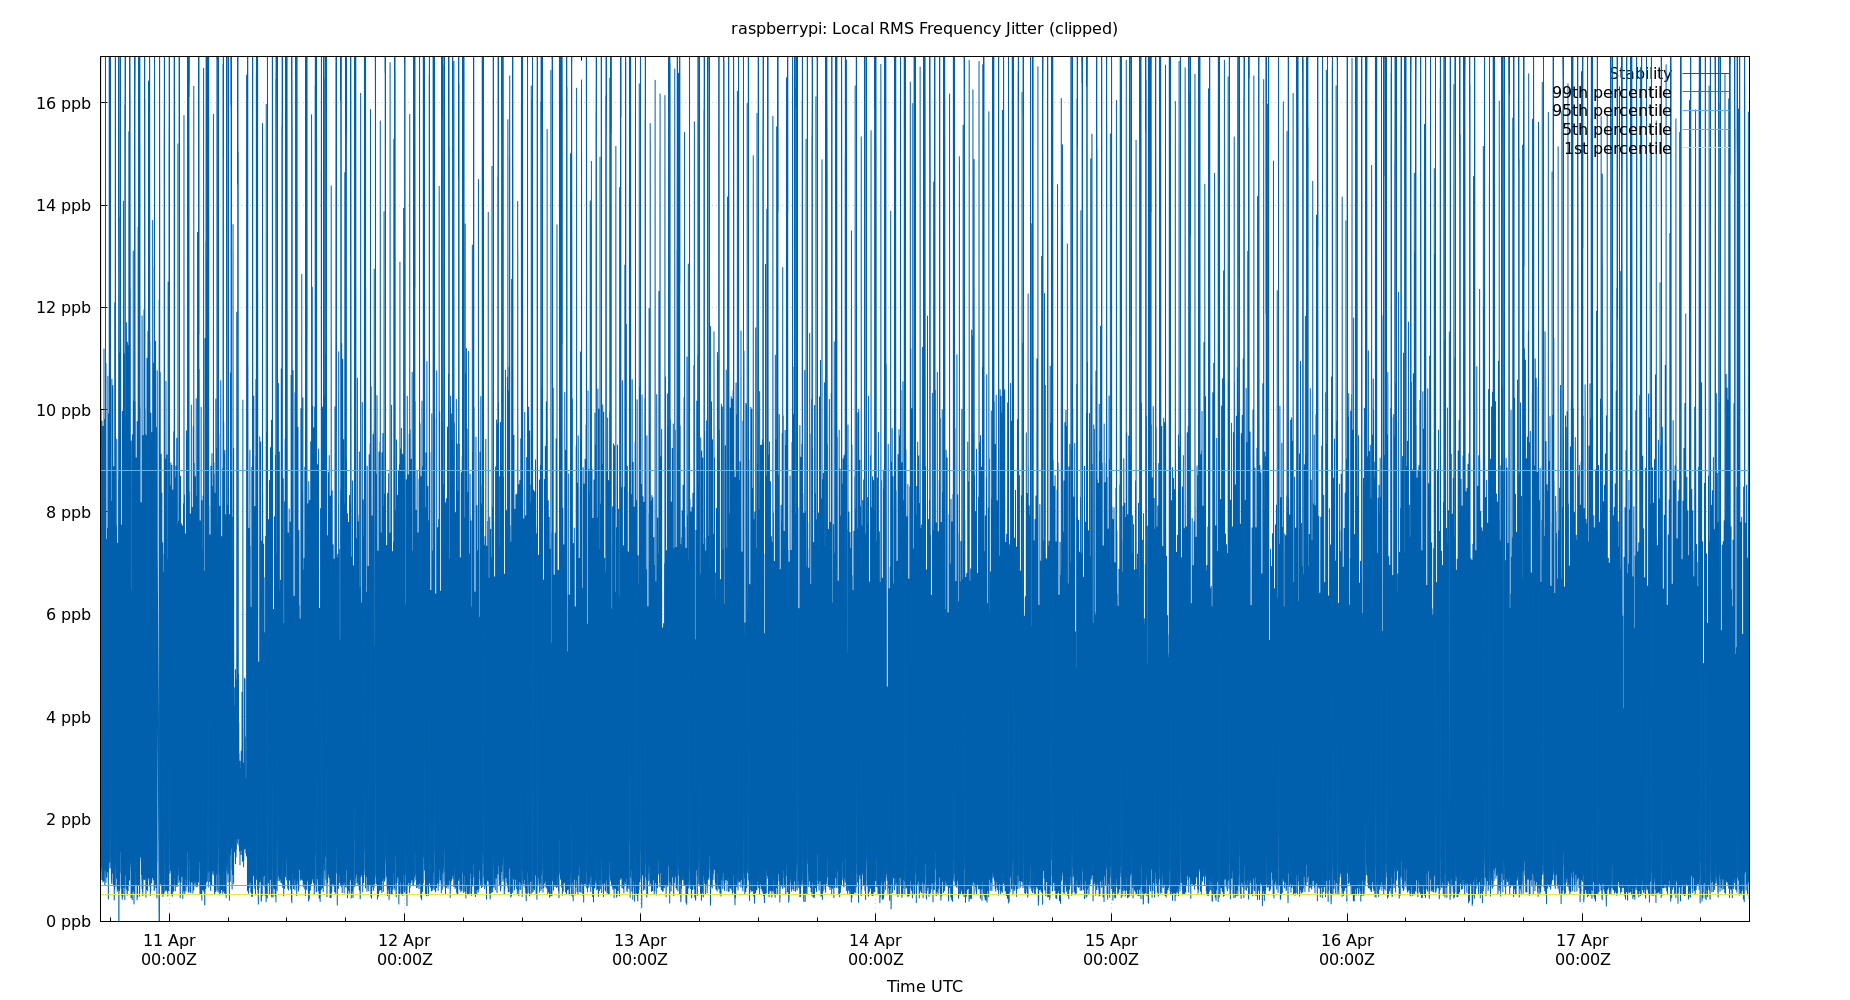 raspberrypi: Local RMS Frequency Jitter (clipped)
Stability
99th percentile
95th percentile
5th percentile
1st percentile
16 ppb
14 ppb
12 ppb
10 ppb
8 ppb
6 ppb
4 ppb
2 ppb
0 ppb
11 Apr 12 Apr 13 Apr 14 Apr 15 Apr 16 Apr 17 Apr
00:00Z 00:00Z 00:00Z 00:00Z 00:00Z 00:00Z 00:00Z
Time UTC